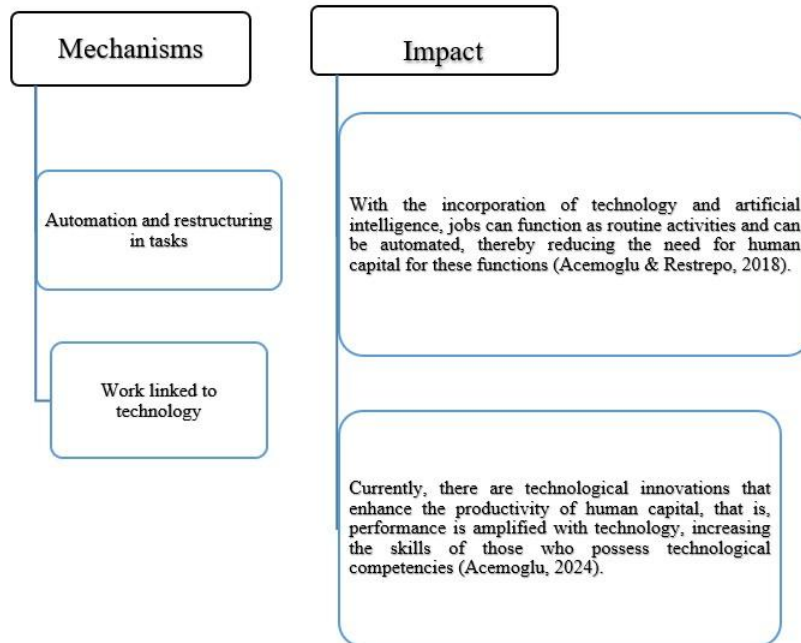 Mechanisms
Impact
Automation and restructuring
in tasks
With the incorporation of technology and artificial
intelligence, jobs can function as routine activities and can
be automated, thereby reducing the need for human
capital for these functions (Acemoglu & Restrepo, 2018).
Work linked to
technology
Currently, there are technological innovations that
enhance the productivity of human capital, that is,
performance is amplified with technology, increasing
the skills of those who possess technological
competencies (Acemoglu, 2024).